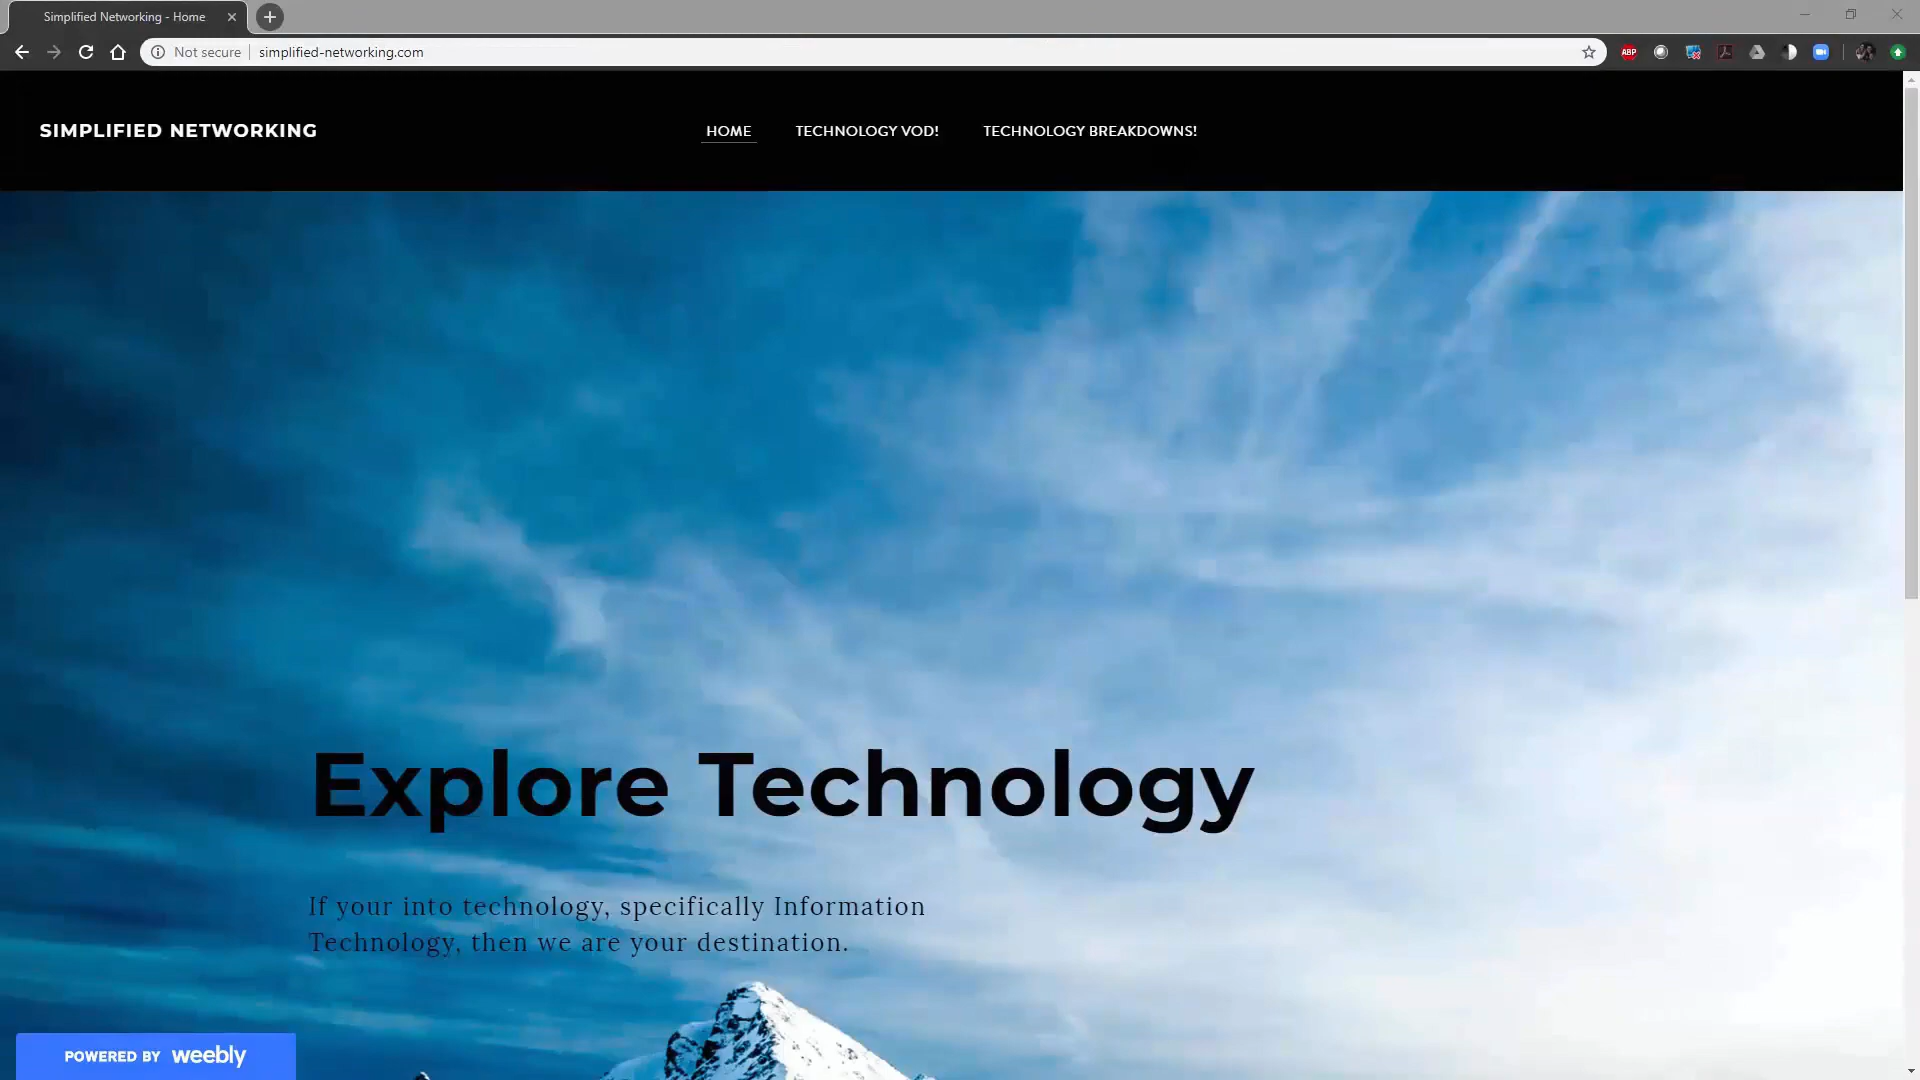 Simplified Networking - Home
Not secure
simplified-networking.com
ABP
SIMPLIFIED NETWORKING
HOME
TECHNOLOGY VOD!
TECHNOLOGY BREAKDOWNS!
Explore Technology
If your into technology, specifically Information
Technology, then we are your destination.
POWERED BY weebly